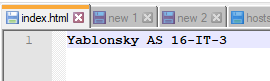 index.html new 1 new 2 hosts
1 Yablonsky AS 16-IT-3